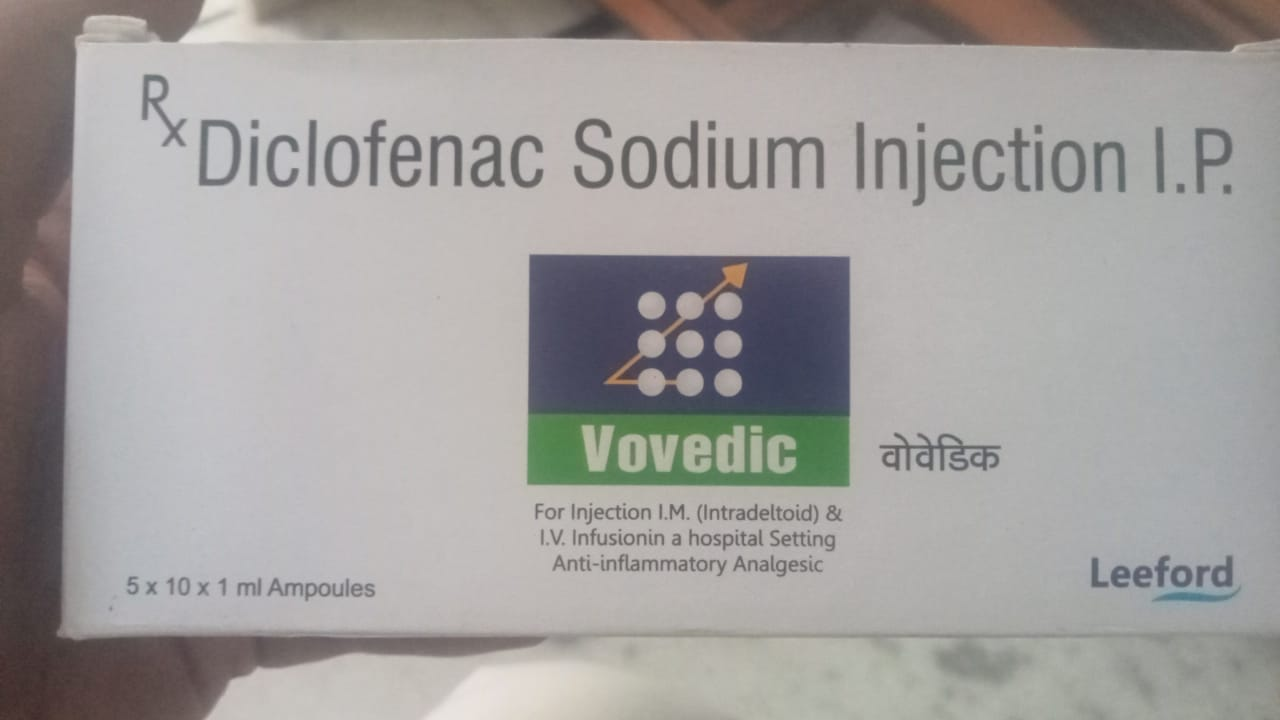 Rx Diclofenac Sodium Injection I.P.
Vovedic
वोवेडिक
For Injection I.M. (Intradeltoid) &
I.V. Infusionin a hospital Setting
Anti-inflammatory Analgesic
5 x 10 x 1 ml Ampoules
Leeford